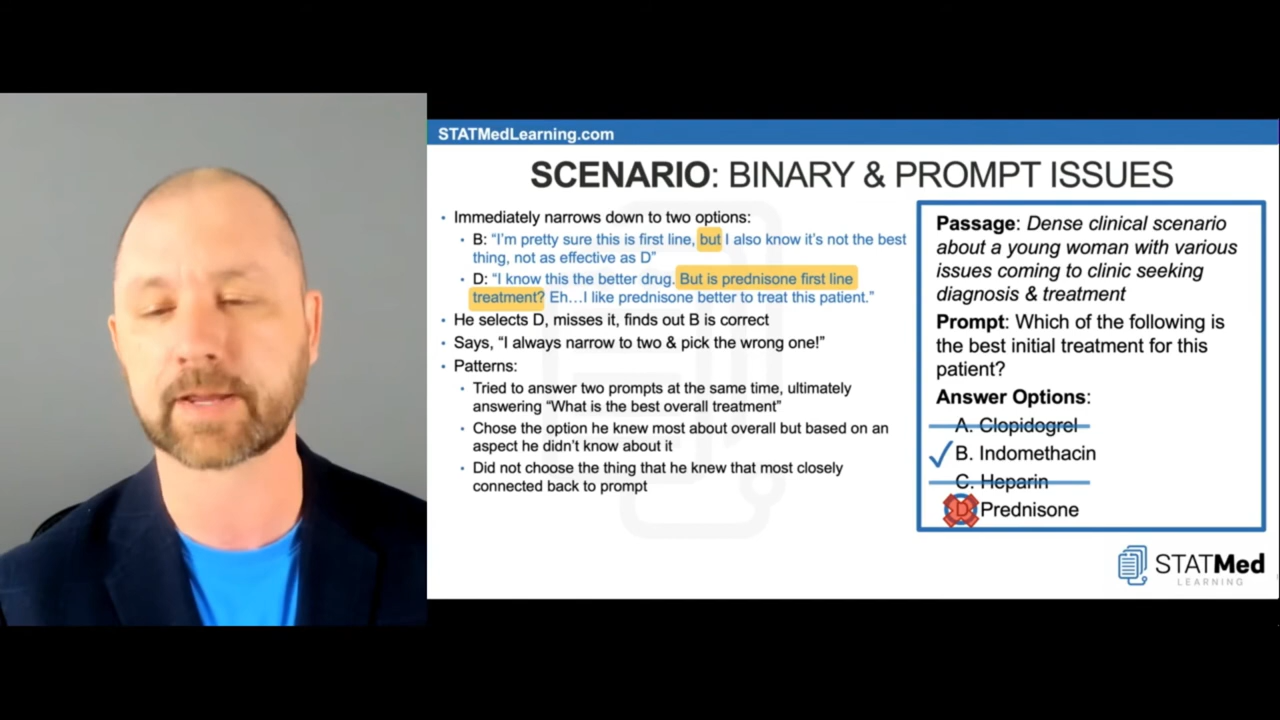 STATMedLearning.com
SCENARIO: BINARY & PROMPT ISSUES
• Immediately narrows down to two options:
• B: “I’m pretty sure this is first line, but I also know it’s not the best
thing, not as effective as D”
• D: “I know this the better drug. But is prednisone first line
treatment? Eh…I like prednisone better to treat this patient.”
• He selects D, misses it, finds out B is correct
• Says, “I always narrow to two & pick the wrong one!”
• Patterns:
• Tried to answer two prompts at the same time, ultimately
answering “What is the best overall treatment”
• Chose the option he knew most about overall but based on an
aspect he didn’t know about it
• Did not choose the thing that he knew that most closely
connected back to prompt
Passage: Dense clinical scenario
about a young woman with various
issues coming to clinic seeking
diagnosis & treatment
Prompt: Which of the following is
the best initial treatment for this
patient?
Answer Options:
A. Clopidogrel
B. Indomethacin
C. Heparin
D. Prednisone
STATMed
LEARNING